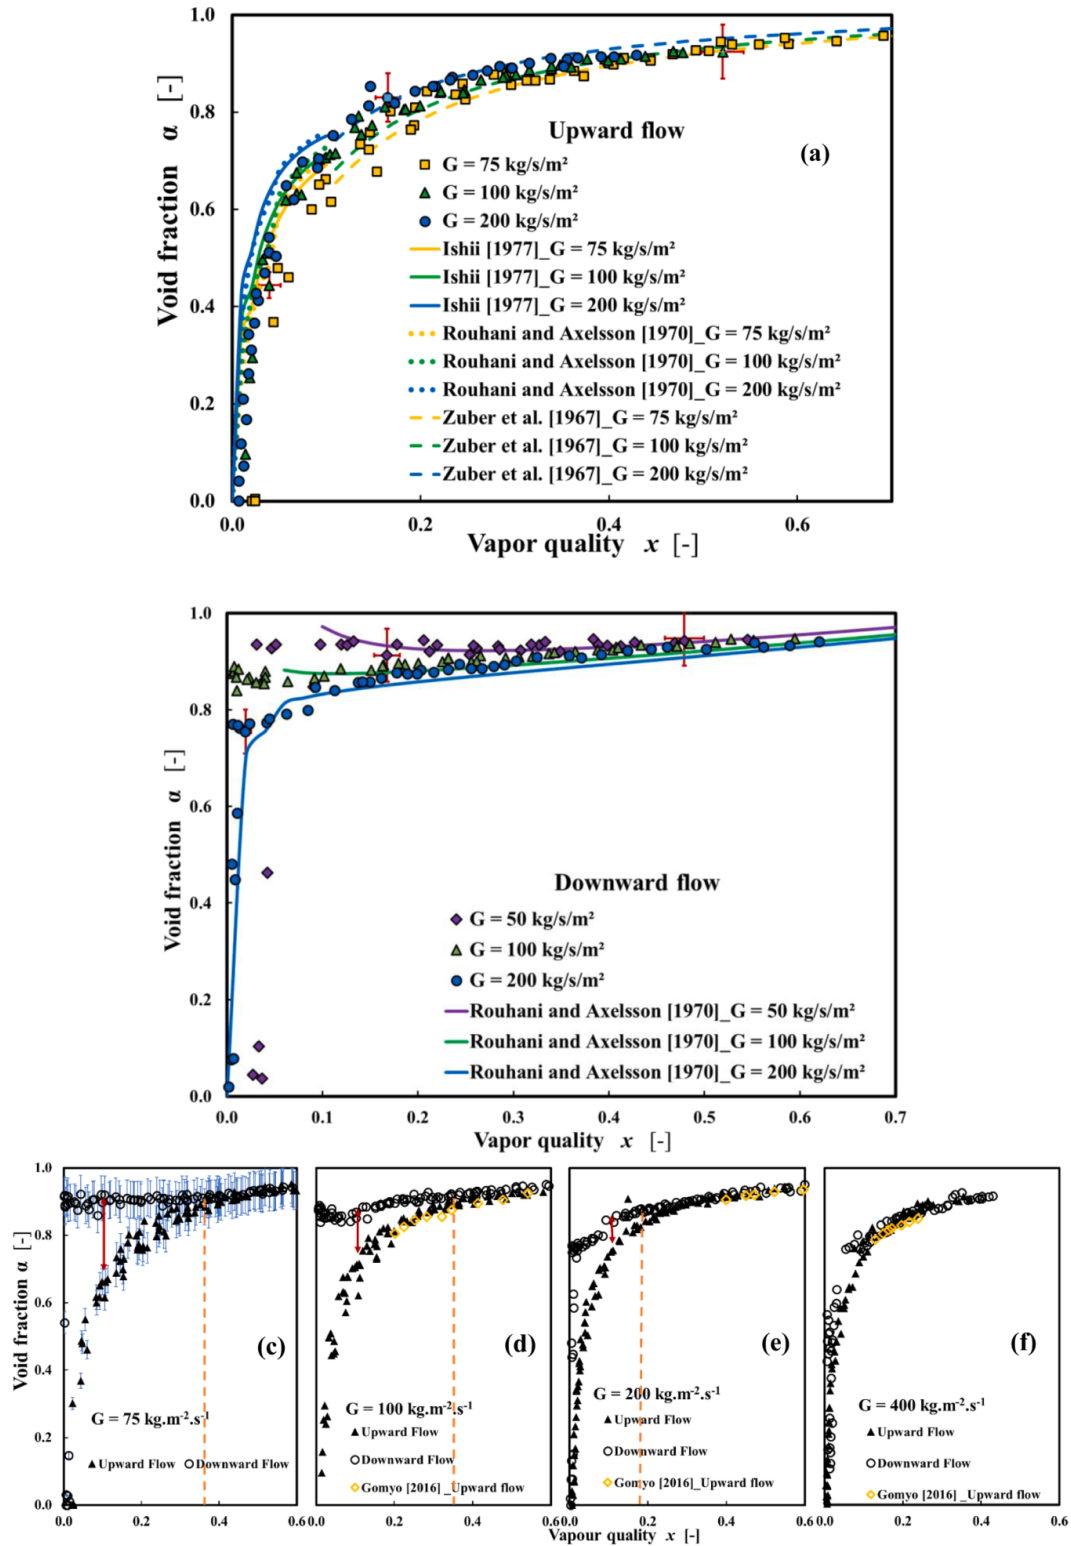 1.0
0.8
0.6
0.4
0.2
0.0
Void fraction α [-]
Upward flow
(a)
G = 75 kg/s/m²
G = 100 kg/s/m²
G = 200 kg/s/m²
Ishii [1977]_G = 75 kg/s/m²
Ishii [1977]_G = 100 kg/s/m²
Ishii [1977]_G = 200 kg/s/m²
Rouhani and Axelsson [1970]_G = 75 kg/s/m²
Rouhani and Axelsson [1970]_G = 100 kg/s/m²
Rouhani and Axelsson [1970]_G = 200 kg/s/m²
Zuber et al. [1967]_G = 75 kg/s/m²
Zuber et al. [1967]_G = 100 kg/s/m²
Zuber et al. [1967]_G = 200 kg/s/m²
0.0 0.2 0.4 0.6
Vapor quality x [-]
1.0
0.8
0.6
0.4
0.2
0.0
Void fraction α [-]
Downward flow
G = 50 kg/s/m²
G = 100 kg/s/m²
G = 200 kg/s/m²
Rouhani and Axelsson [1970]_G = 50 kg/s/m²
Rouhani and Axelsson [1970]_G = 100 kg/s/m²
Rouhani and Axelsson [1970]_G = 200 kg/s/m²
0.0 0.1 0.2 0.3 0.4 0.5 0.6 0.7
Vapor quality x [-]
1.0
0.8
0.6
0.4
0.2
0.0
Void fraction α [-]
(c)
G = 75 kg.m⁻².s⁻¹
Upward Flow Downward Flow
0.0 0.2 0.4 0.6
(d)
G = 100 kg.m⁻².s⁻¹
Upward Flow
Downward Flow
Gomyo [2016] _Upward flow
0.0 0.2 0.4 0.6
(e)
G = 200 kg.m⁻².s⁻¹
Upward Flow
Downward Flow
Gomyo [2016]_Upward flow
0.0 0.2 0.4 0.6
(f)
G = 400 kg.m⁻².s⁻¹
Upward Flow
Downward Flow
Gomyo [2016] _Upward flow
0.0 0.2 0.4 0.6
Vapour quality x [-]